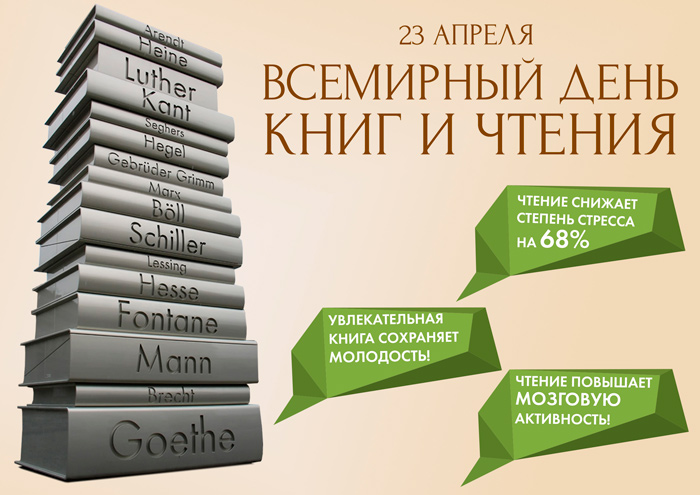 Arendt
Heine
Luther
Kant
Seghers
Hegel
Gebrüder Grimm
Marx
Böll
Schiller
Lessing
Hesse
Fontane
Mann
Brecht
Goethe
23 АПРЕЛЯ
ВСЕМИРНЫЙ ДЕНЬ
КНИГ И ЧТЕНИЯ
ЧТЕНИЕ СНИЖАЕТ
СТЕПЕНЬ СТРЕССА
НА 68%
УВЛЕКАТЕЛЬНАЯ
КНИГА СОХРАНЯЕТ
МОЛОДОСТЬ!
ЧТЕНИЕ ПОВЫШАЕТ
МОЗГОВУЮ
АКТИВНОСТЬ!